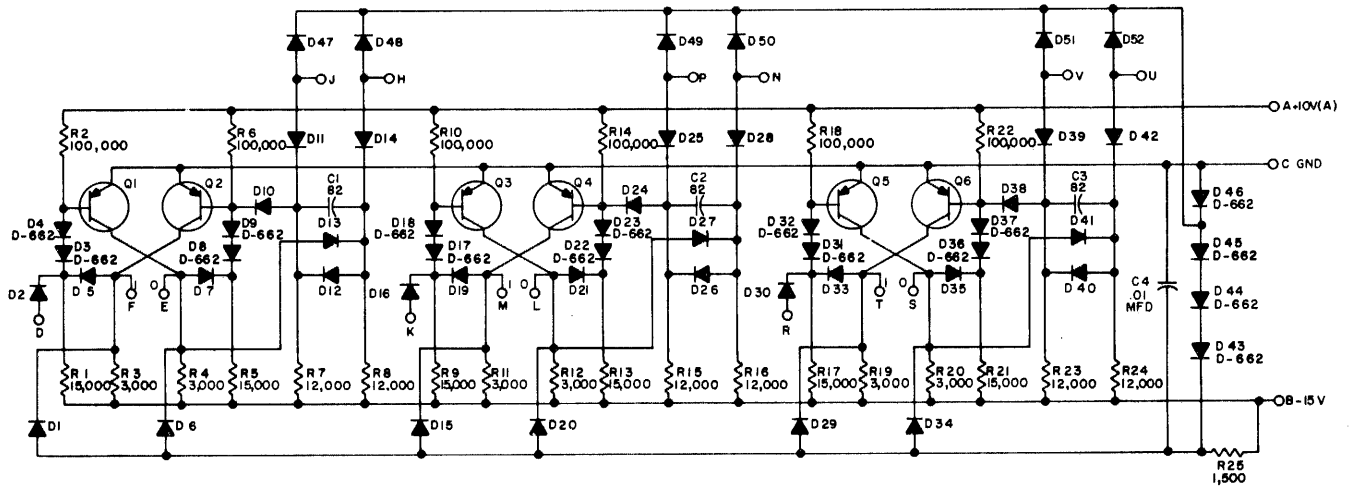 D47
D48
D49
D50
D51
D52
J
H
P
N
V
U
A+10V(A)
R2
100,000
R6
100,000
D11
D14
R10
100,000
R14
100,000
D25
D28
R18
100,000
R22
100,000
D39
D42
C GND
Q1
Q2
D10
C1
82
D13
Q3
Q4
D24
C2
82
D27
Q5
Q6
D38
C3
82
D41
D46
D-662
D4
D-662
D3
D-662
D9
D-662
D8
D-662
D18
D-662
D17
D-662
D23
D-662
D22
D-662
D32
D-662
D31
D-662
D37
D-662
D36
D-662
D45
D-662
D2
D5
1
0
D7
D12
D16
D19
1
0
D21
D26
D30
D33
1
0
D35
D40
C4
.01
MFD
D44
D-662
D
F
E
K
M
L
R
T
S
D43
D-662
R1
15,000
R3
3,000
R4
3,000
R5
15,000
R7
12,000
R8
12,000
R9
15,000
R11
3,000
R12
3,000
R13
15,000
R15
12,000
R16
12,000
R17
15,000
R19
3,000
R20
3,000
R21
15,000
R23
12,000
R24
12,000
B-15V
D1
D6
D15
D20
D29
D34
R25
1,500